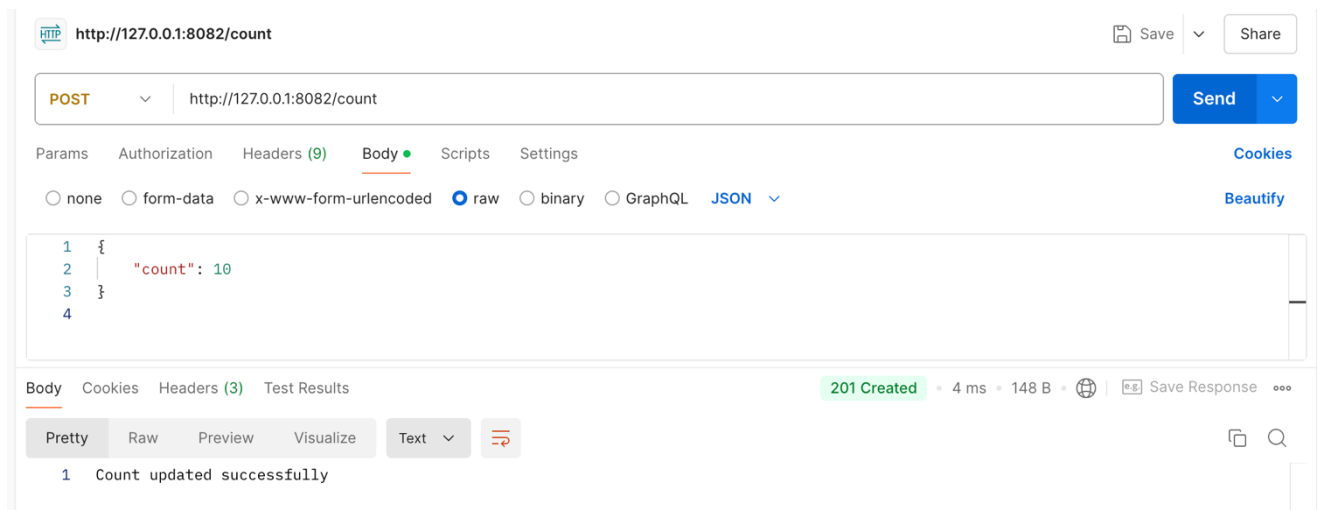 HTTP http://127.0.0.1:8082/count Save Share
POST http://127.0.0.1:8082/count Send
Params Authorization Headers (9) Body Scripts Settings Cookies
none form-data x-www-form-urlencoded raw binary GraphQL JSON Beautify
1 {
2 "count": 10
3 }
4
Body Cookies Headers (3) Test Results 201 Created 4 ms 148 B e.g. Save Response
Pretty Raw Preview Visualize Text
1 Count updated successfully